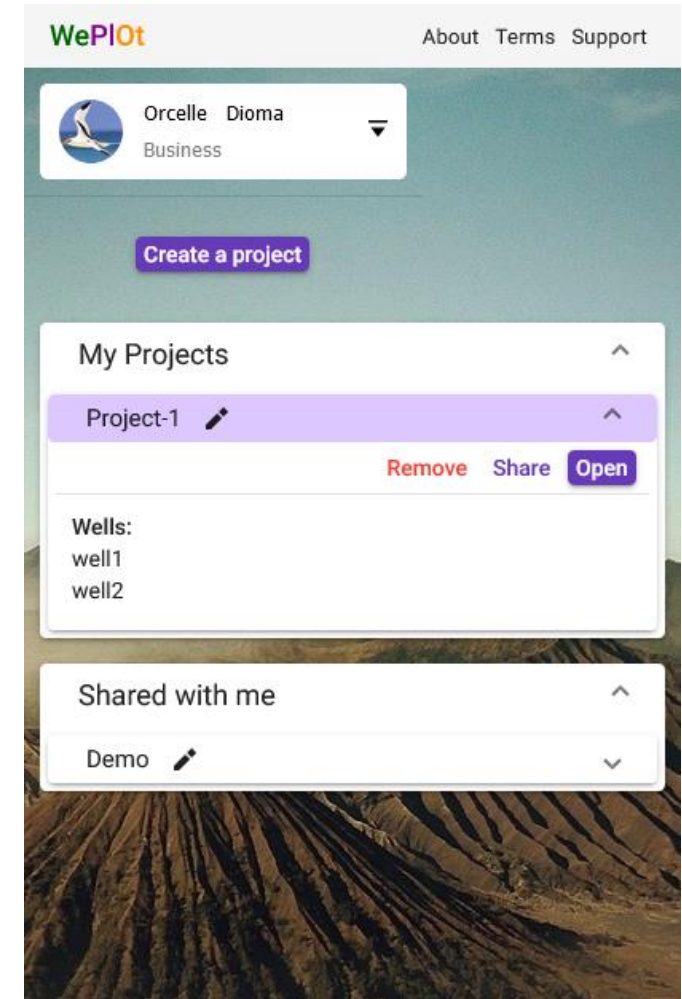 WePlOt
About Terms Support
Orcelle Dioma
Business
Create a project
My Projects
Project-1
Remove Share Open
Wells:
well1
well2
Shared with me
Demo